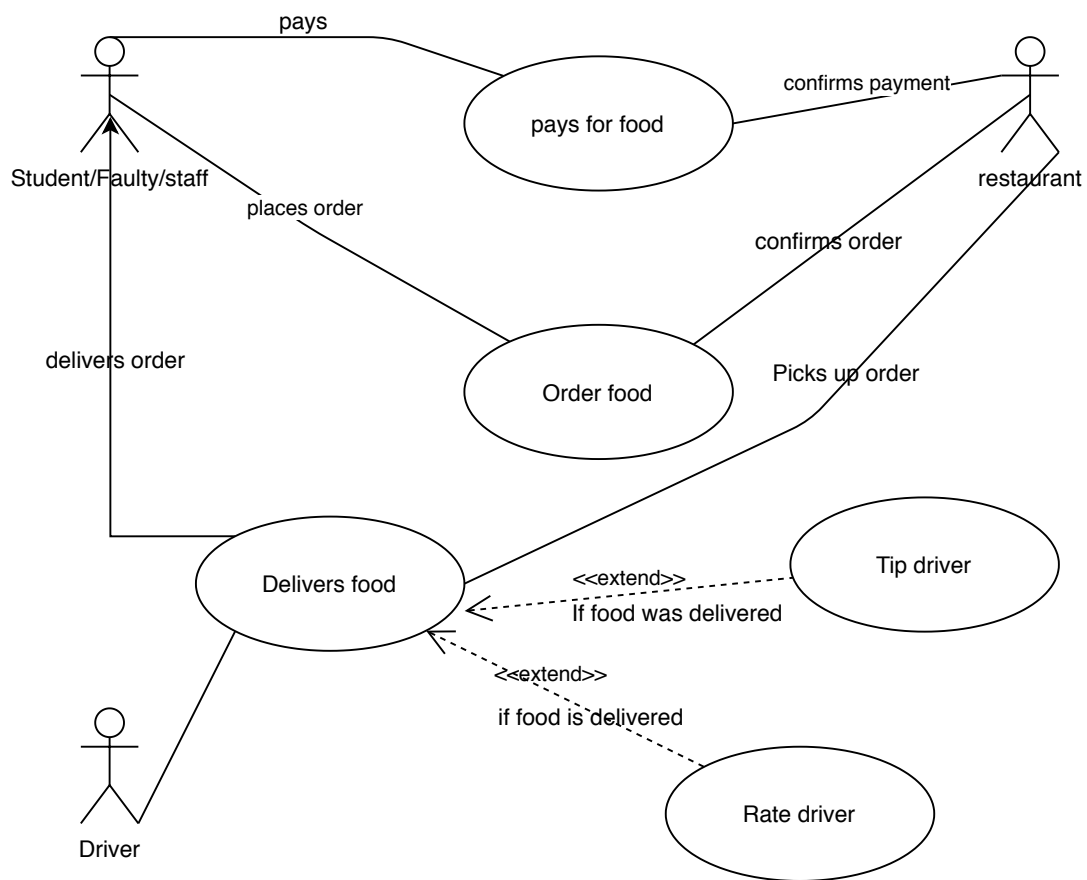 pays
confirms payment
pays for food
Student/Faulty/staff
restaurant
places order
confirms order
delivers order
Picks up order
Order food
Tip driver
<<extend>>
Delivers food
If food was delivered
<<extend>>
if food is delivered
Rate driver
Driver